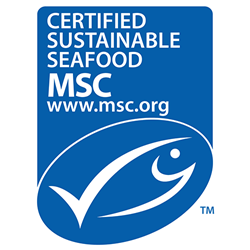 CERTIFIED
SUSTAINABLE
SEAFOOD
MSC
www.msc.org
TM